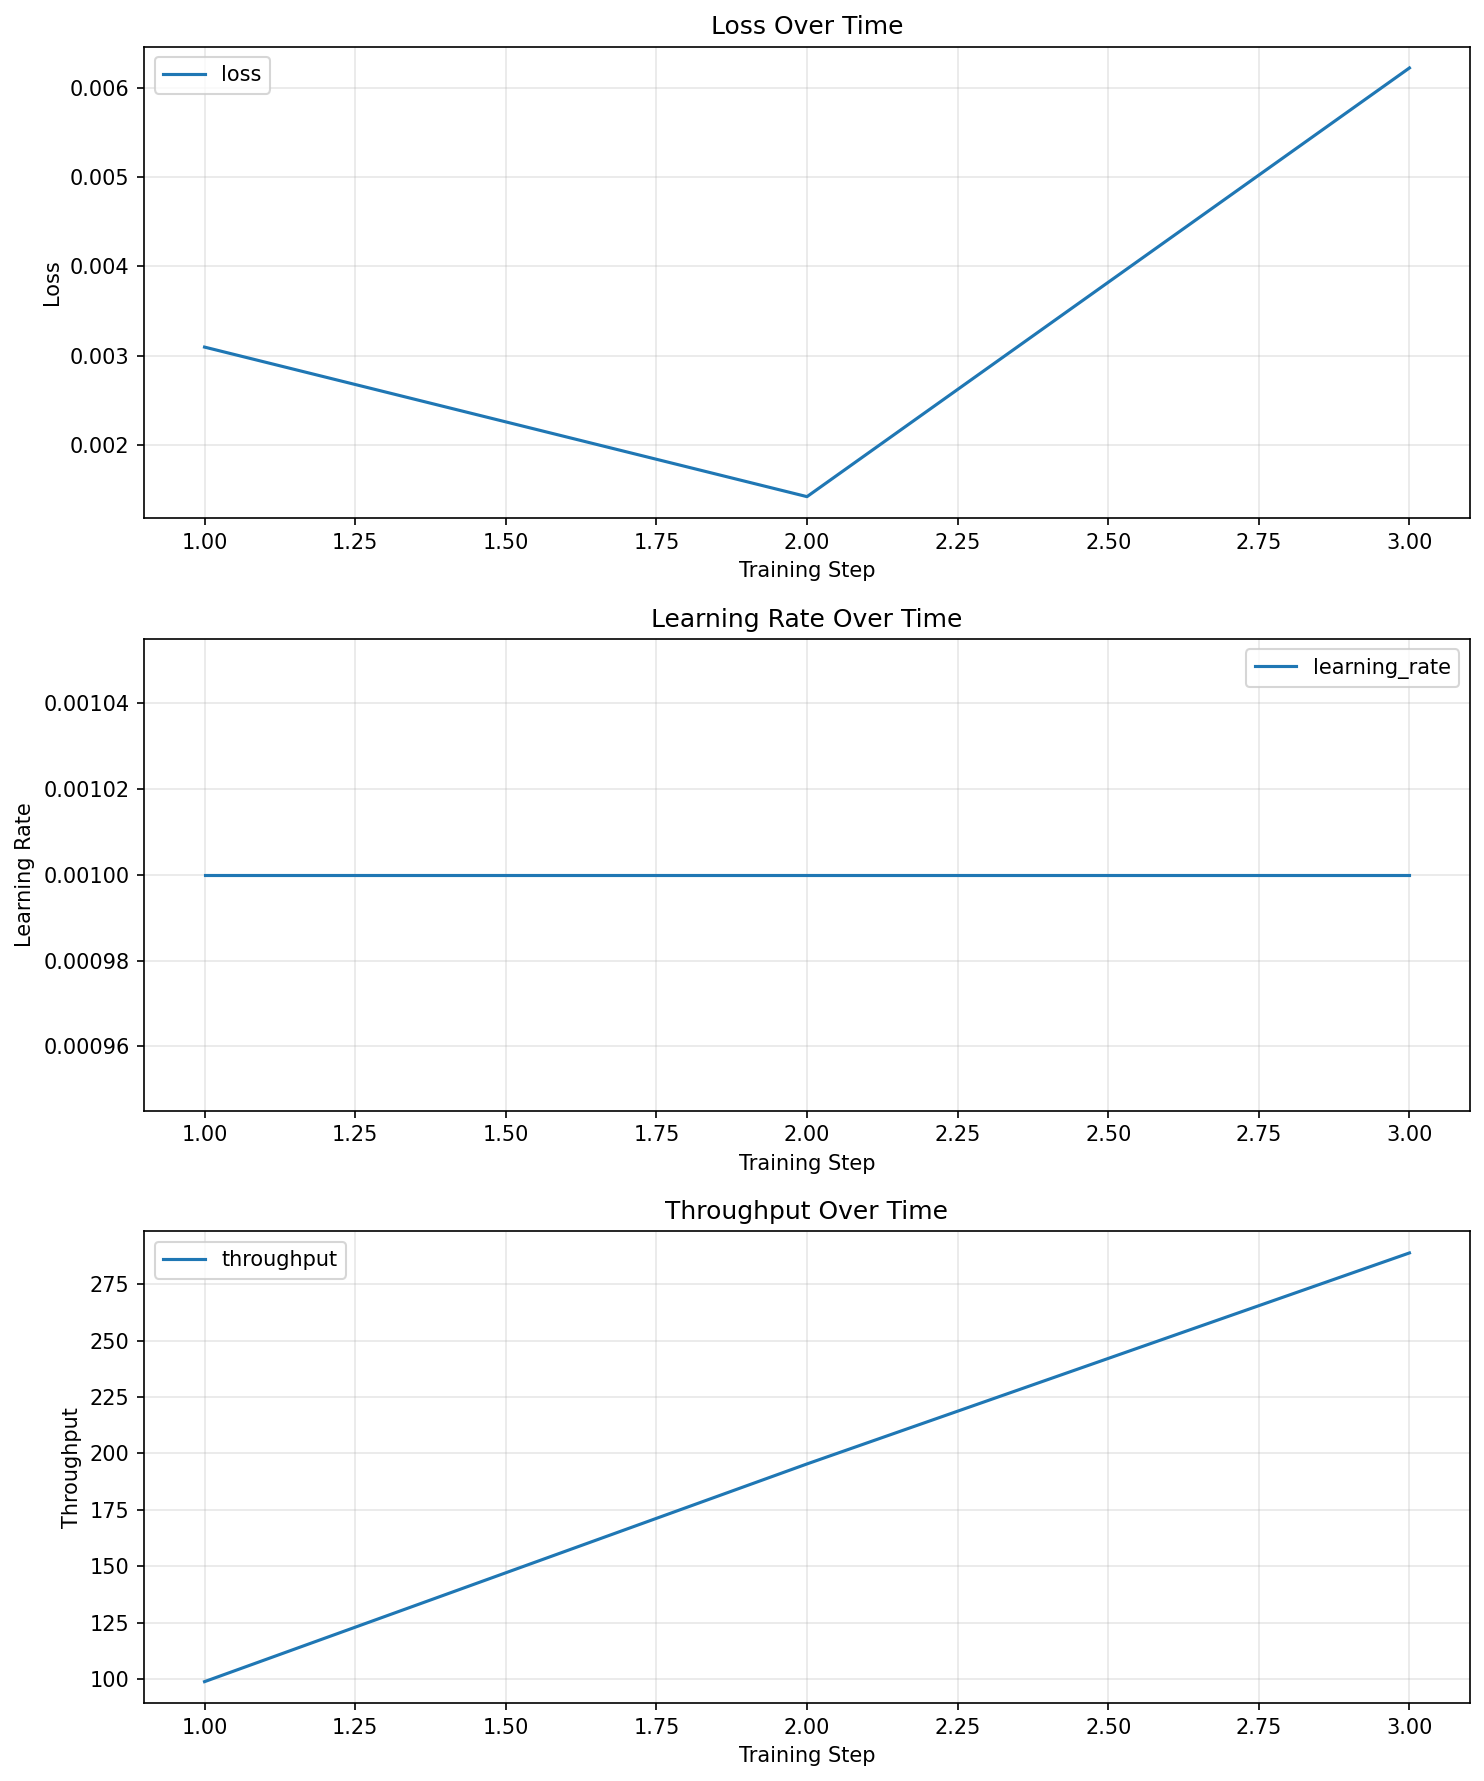 Loss Over Time
loss
0.006
0.005
0.004
0.003
0.002
Loss
1.00 1.25 1.50 1.75 2.00 2.25 2.50 2.75 3.00
Training Step
Learning Rate Over Time
learning_rate
0.00104
0.00102
0.00100
0.00098
0.00096
Learning Rate
1.00 1.25 1.50 1.75 2.00 2.25 2.50 2.75 3.00
Training Step
Throughput Over Time
throughput
275
250
225
200
175
150
125
100
Throughput
1.00 1.25 1.50 1.75 2.00 2.25 2.50 2.75 3.00
Training Step